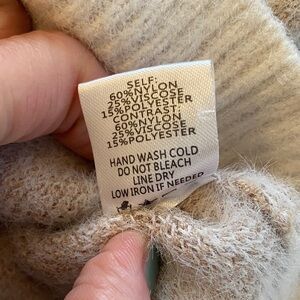 SELF:
60%NYLON
25%VISCOSE
15%POLYESTER
CONTRAST:
60%NYLON
25%VISCOSE
15%POLYESTER
HAND WASH COLD
DO NOT BLEACH
LINE DRY
LOW IRON IF NEEDED